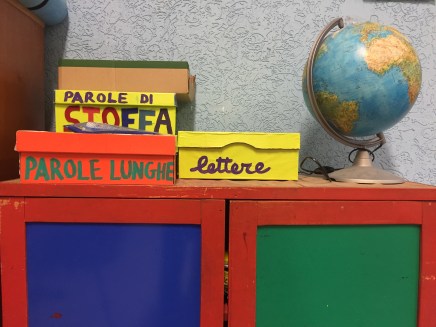 PAROLE DI
STOFFA
PAROLE LUNGHE
lettere